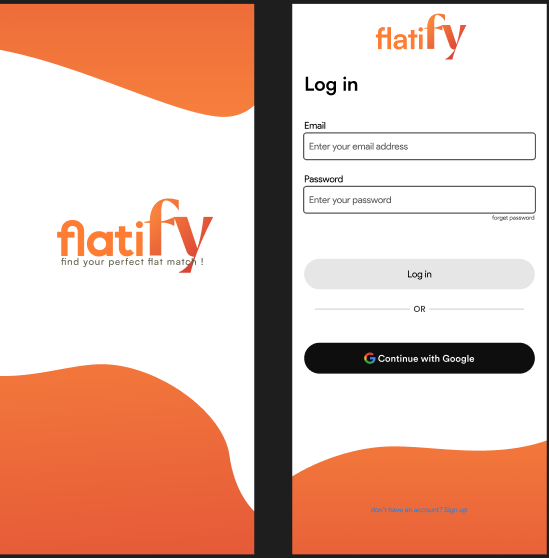 flatify
find your perfect flat match !
flatify
Log in
Email
Enter your email address
Password
Enter your password
forget password
Log in
OR
Continue with Google
don't have an account? Sign up